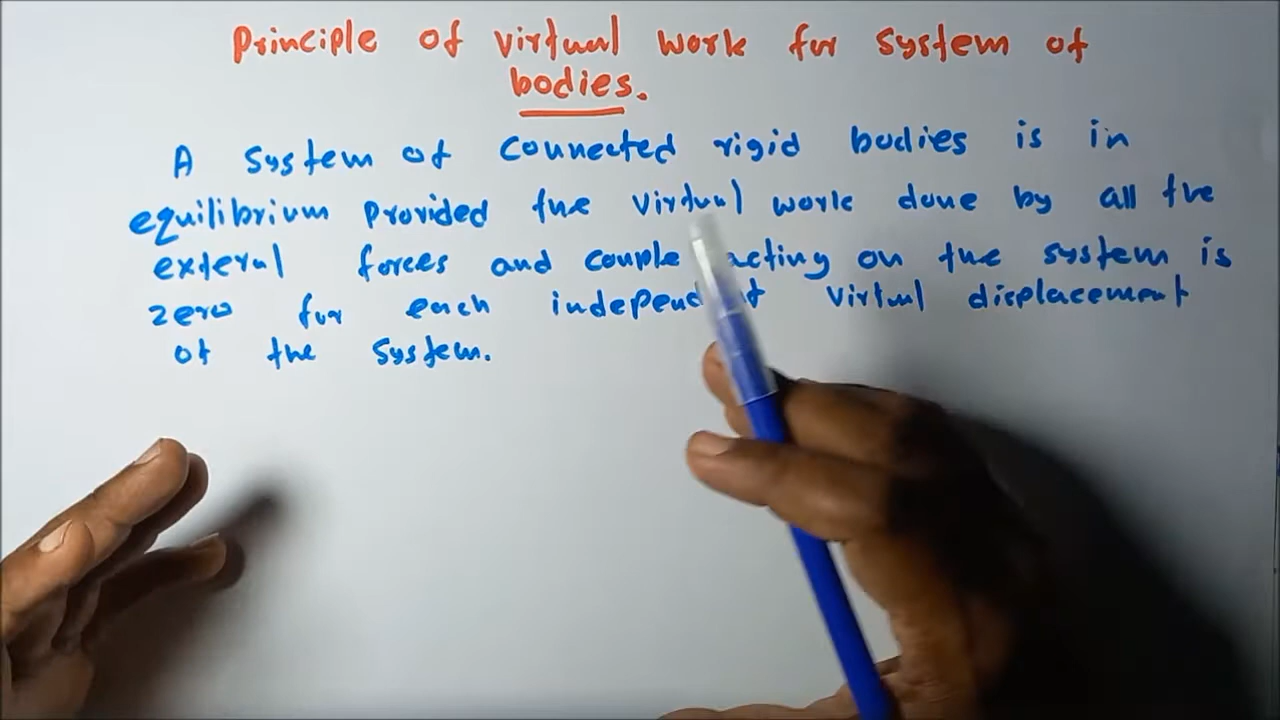 Principle of virtual work for system of
bodies.
A system of connected rigid bodies is in
equilibrium provided the virtual work done by all the
external forces and couple acting on the system is
zero for each independent virtual displacement
of the system.